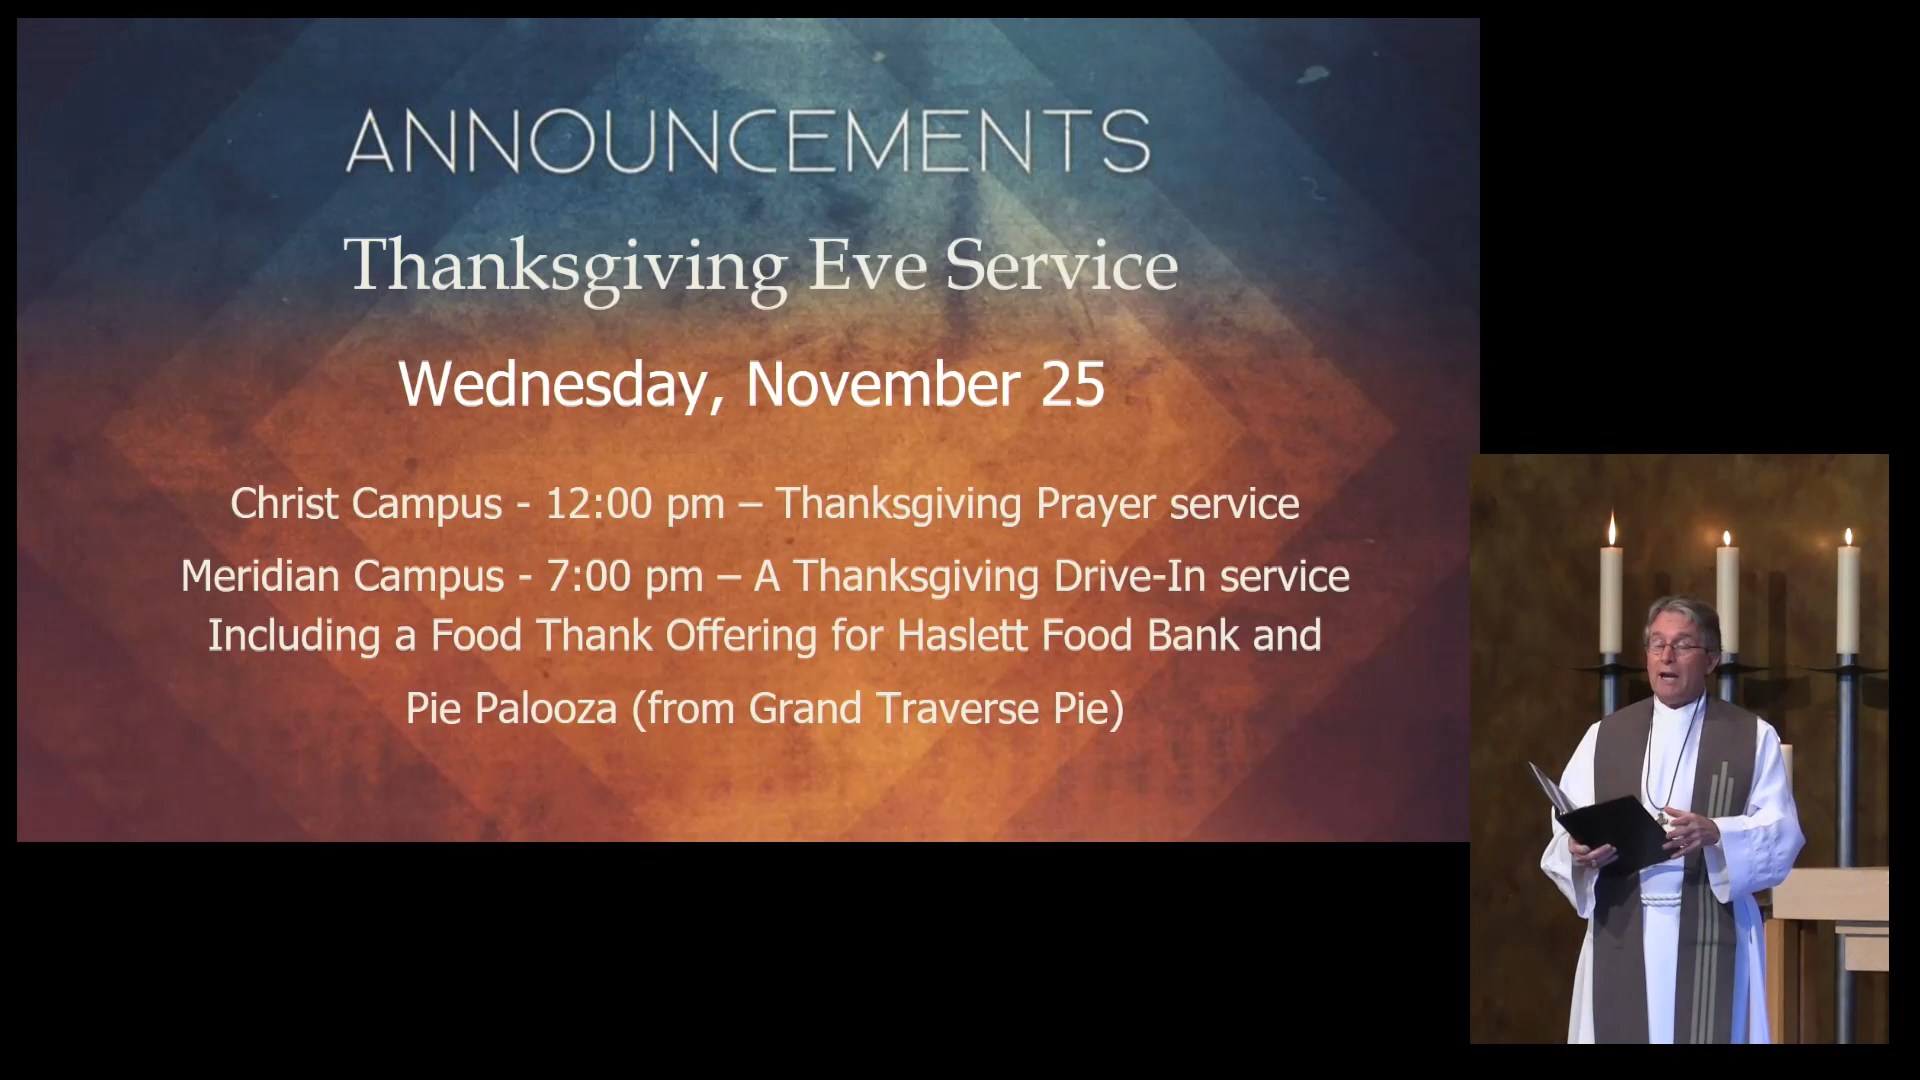 ANNOUNCEMENTS
Thanksgiving Eve Service
Wednesday, November 25
Christ Campus - 12:00 pm – Thanksgiving Prayer service
Meridian Campus - 7:00 pm – A Thanksgiving Drive-In service
Including a Food Thank Offering for Haslett Food Bank and
Pie Palooza (from Grand Traverse Pie)